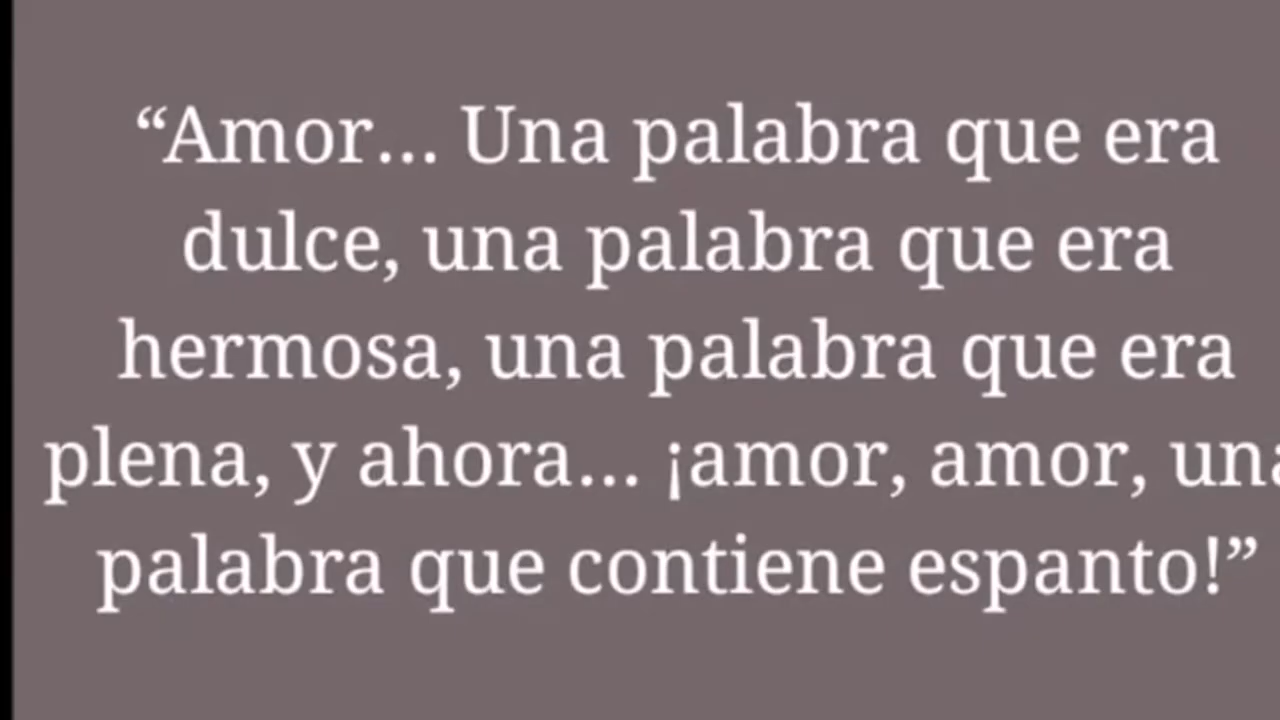 “Amor... Una palabra que era
dulce, una palabra que era
hermosa, una palabra que era
plena, y ahora... ¡amor, amor, una
palabra que contiene espanto!”